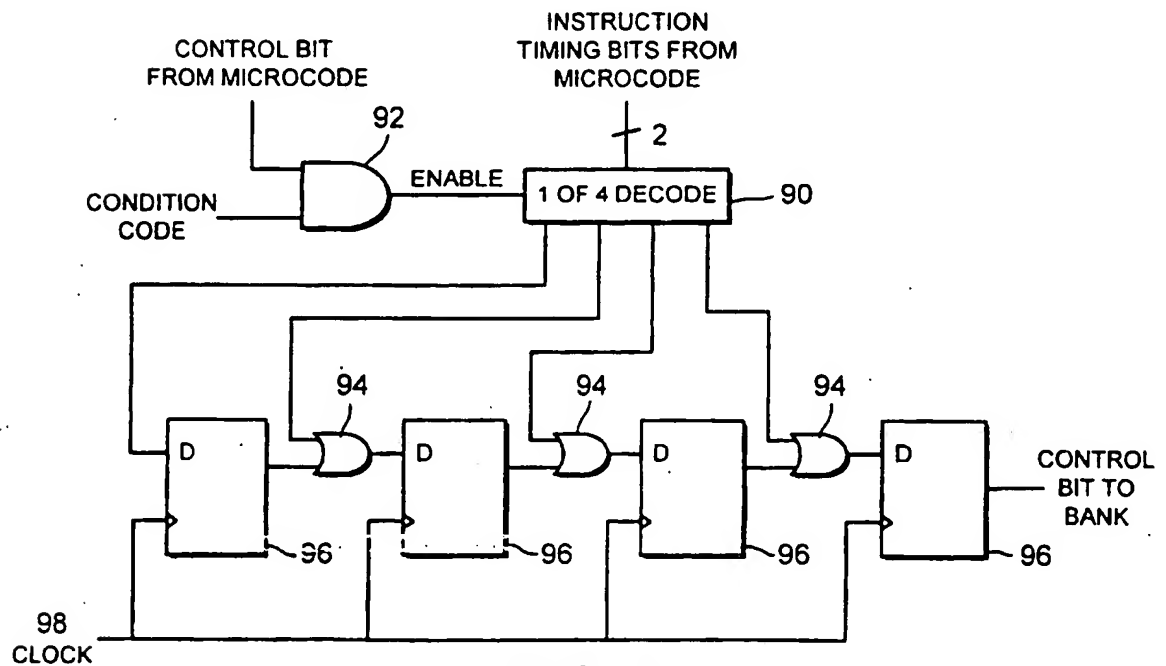 INSTRUCTION
TIMING BITS FROM
MICROCODE
CONTROL BIT
FROM MICROCODE
92
2
ENABLE
1 OF 4 DECODE
90
CONDITION
CODE
94
94
94
D
D
D
D
CONTROL
BIT TO
BANK
96
96
96
96
98
CLOCK